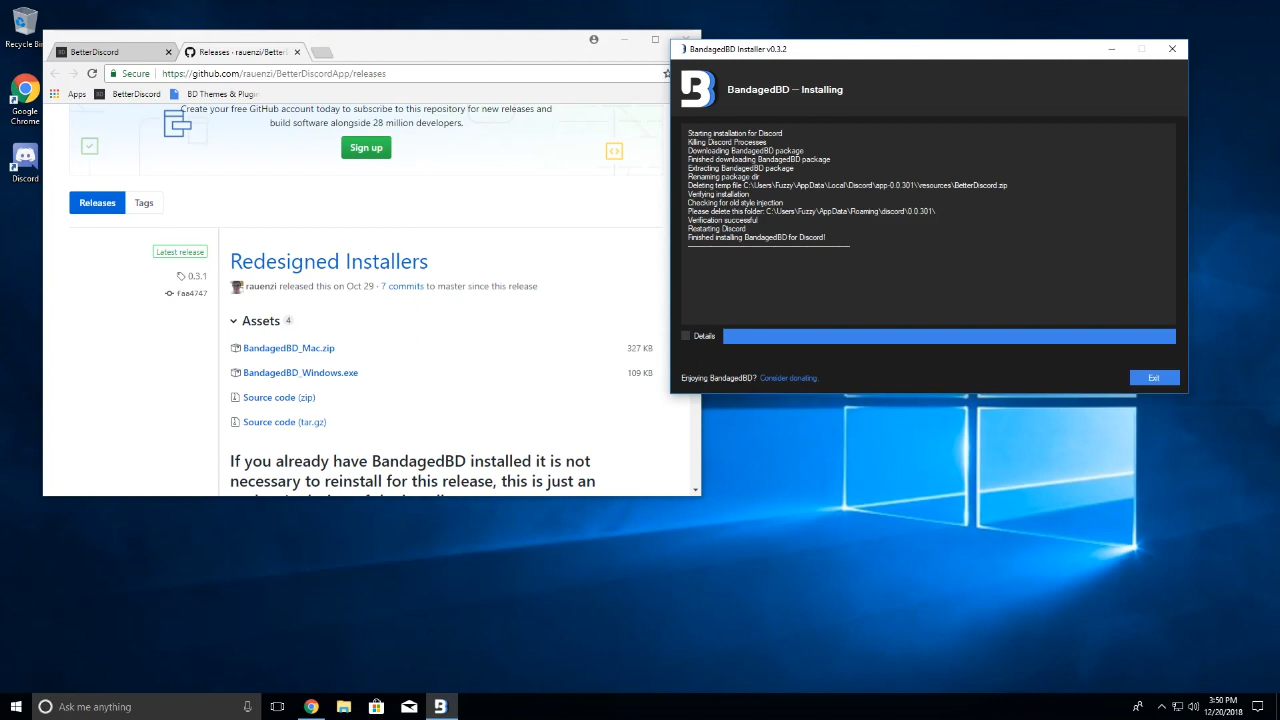 Recycle Bin
Google
Chrome
Discord
BD BetterDiscord
Releases · rauenzi/BetterD
Secure
https://github.com/rauenzi/BetterDiscordApp/releases
Apps
BD BetterDiscord
BD Themes & Plugi
Create your free GitHub account today to subscribe to this repository for new releases and
build software alongside 28 million developers.
Sign up
Releases
Tags
Latest release
0.3.1
faa4747
Redesigned Installers
rauenzi released this on Oct 29 · 7 commits to master since this release
Assets 4
BandagedBD_Mac.zip
327 KB
BandagedBD_Windows.exe
109 KB
Source code (zip)
Source code (tar.gz)
If you already have BandagedBD installed it is not
necessary to reinstall for this release, this is just an
BandagedBD Installer v0.3.2
BandagedBD — Installing
Starting installation for Discord
Killing Discord Processes
Downloading BandagedBD package
Finished downloading BandagedBD package
Extracting BandagedBD package
Renaming package dir
Deleting temp file C:\Users\Fuzzy\AppData\Local\Discord\app-0.0.301\\resources\BetterDiscord.zip
Verifying installation
Checking for old style injection
Please delete this folder: C:\Users\Fuzzy\AppData\Roaming\discord\0.0.301\
Verification successful
Restarting Discord
Finished installing BandagedBD for Discord!
Details
Enjoying BandagedBD? Consider donating.
Exit
Ask me anything
3:50 PM
12/20/2018